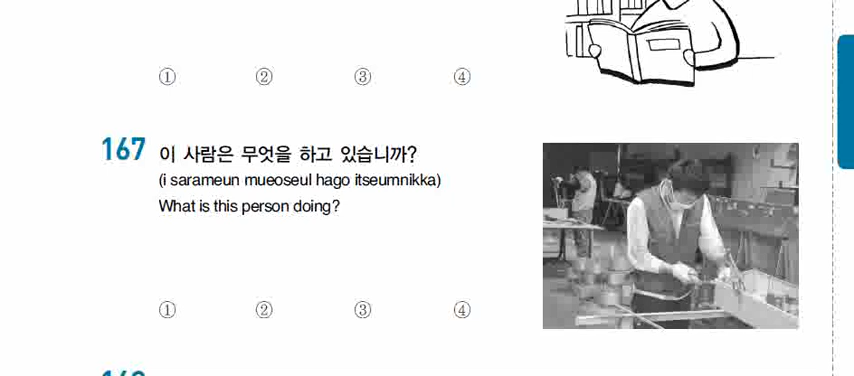 ① ② ③ ④
167 이 사람은 무엇을 하고 있습니까?
(i sarameun mueoseul hago itseumnikka)
What is this person doing?
① ② ③ ④